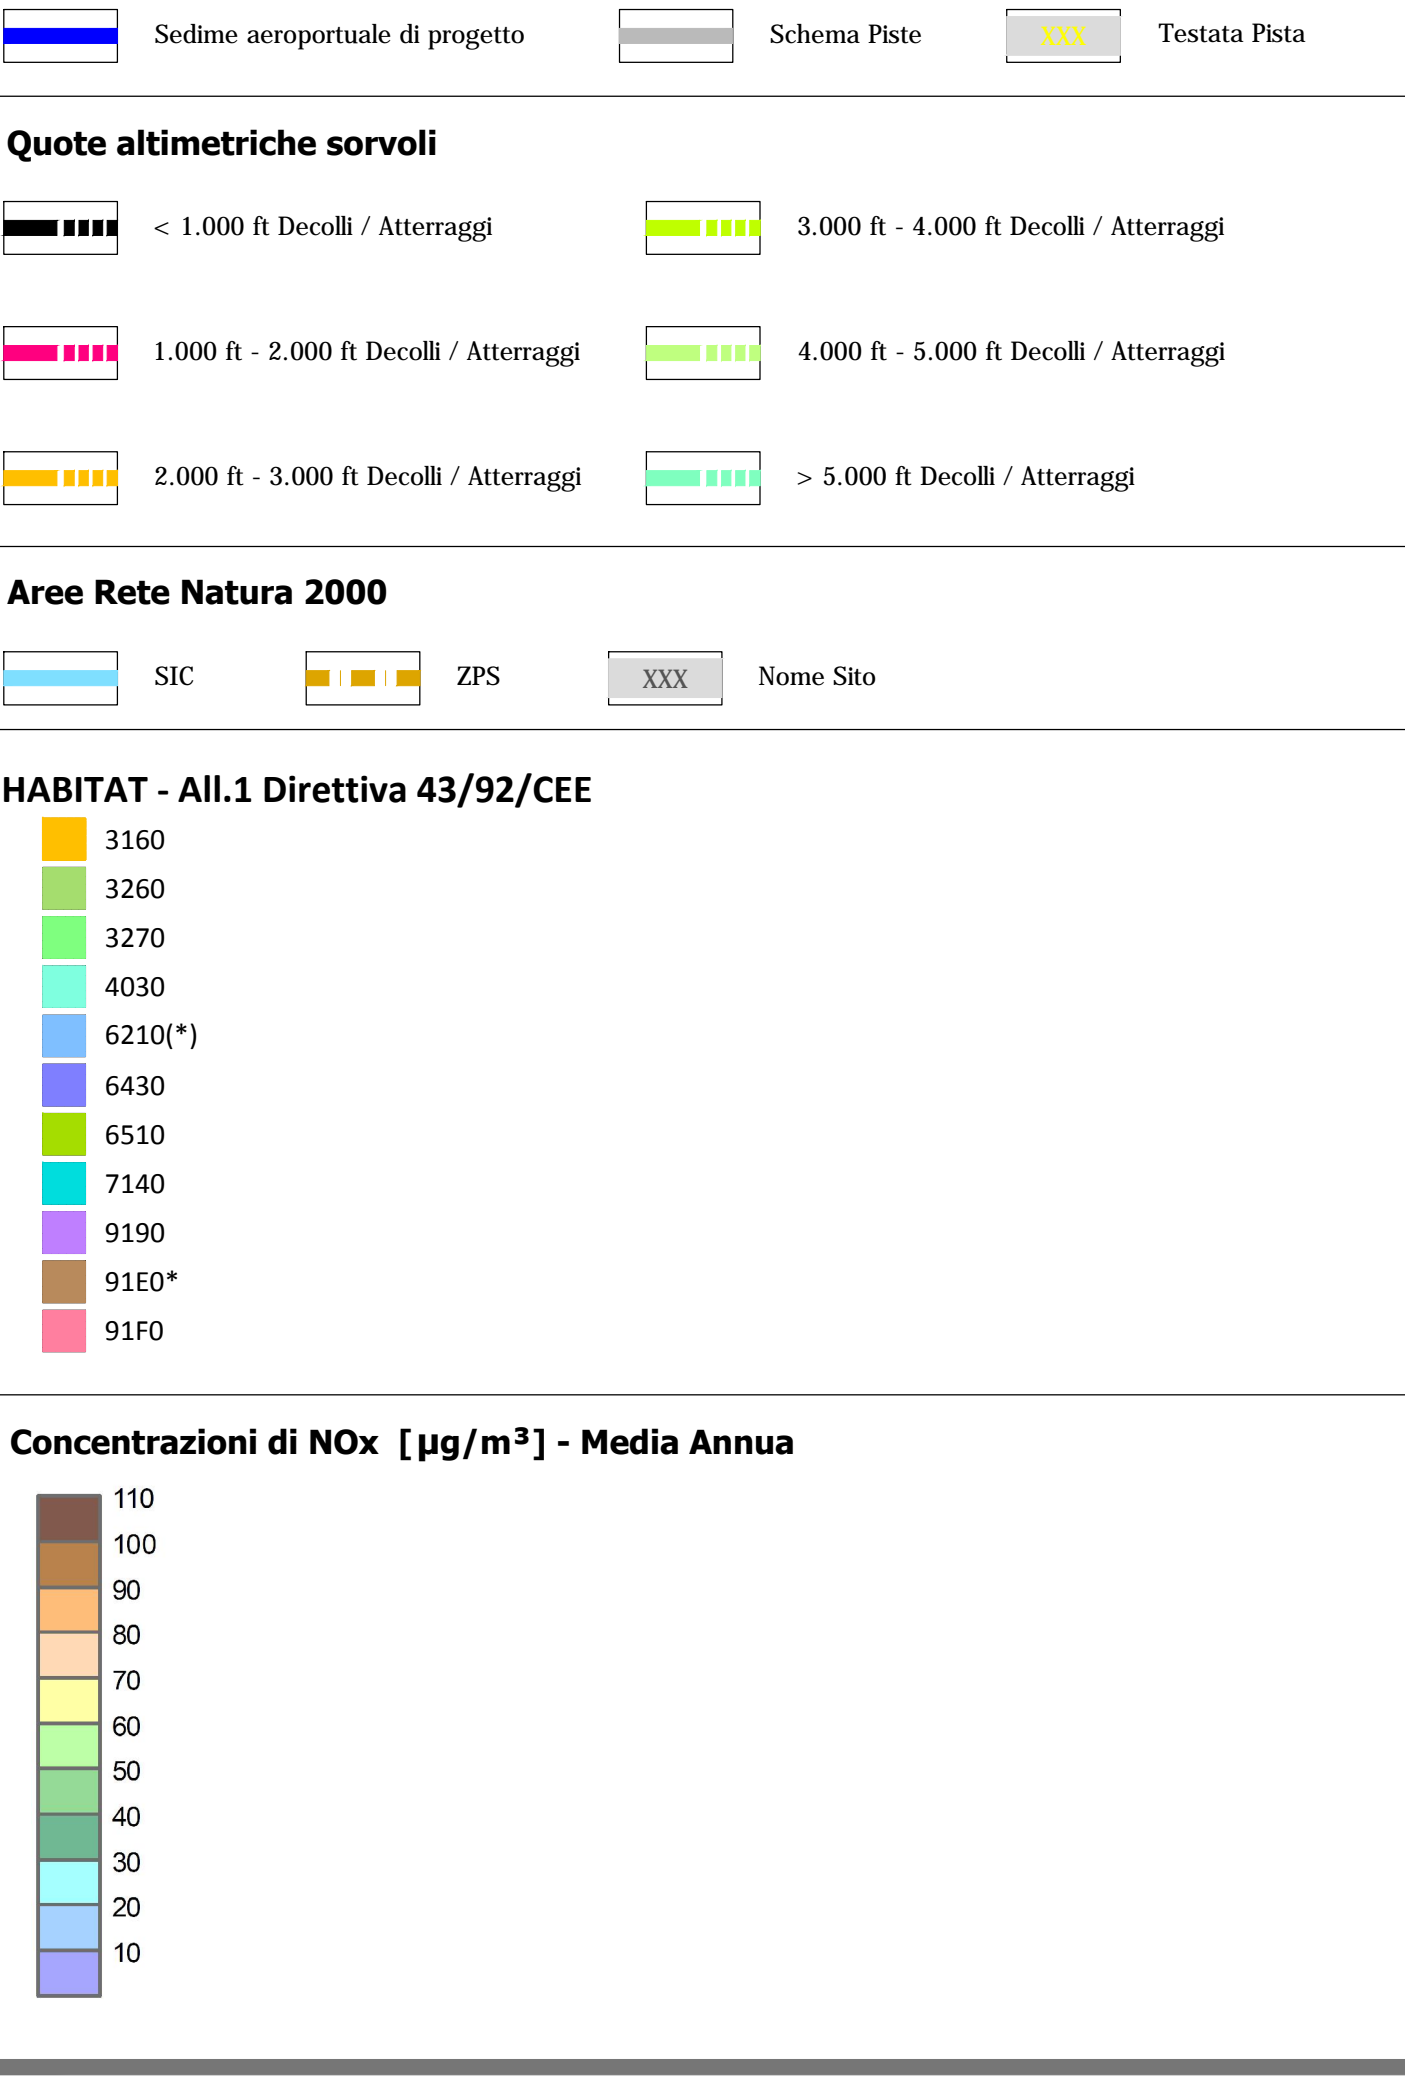 Sedime aeroportuale di progetto Schema Piste XXX Testata Pista
Quote altimetriche sorvoli
< 1.000 ft Decolli / Atterraggi 3.000 ft - 4.000 ft Decolli / Atterraggi
1.000 ft - 2.000 ft Decolli / Atterraggi 4.000 ft - 5.000 ft Decolli / Atterraggi
2.000 ft - 3.000 ft Decolli / Atterraggi > 5.000 ft Decolli / Atterraggi
Aree Rete Natura 2000
SIC ZPS XXX Nome Sito
HABITAT - All.1 Direttiva 43/92/CEE
3160
3260
3270
4030
6210(*)
6430
6510
7140
9190
91E0*
91F0
Concentrazioni di NOx [µg/m³] - Media Annua
110
100
90
80
70
60
50
40
30
20
10